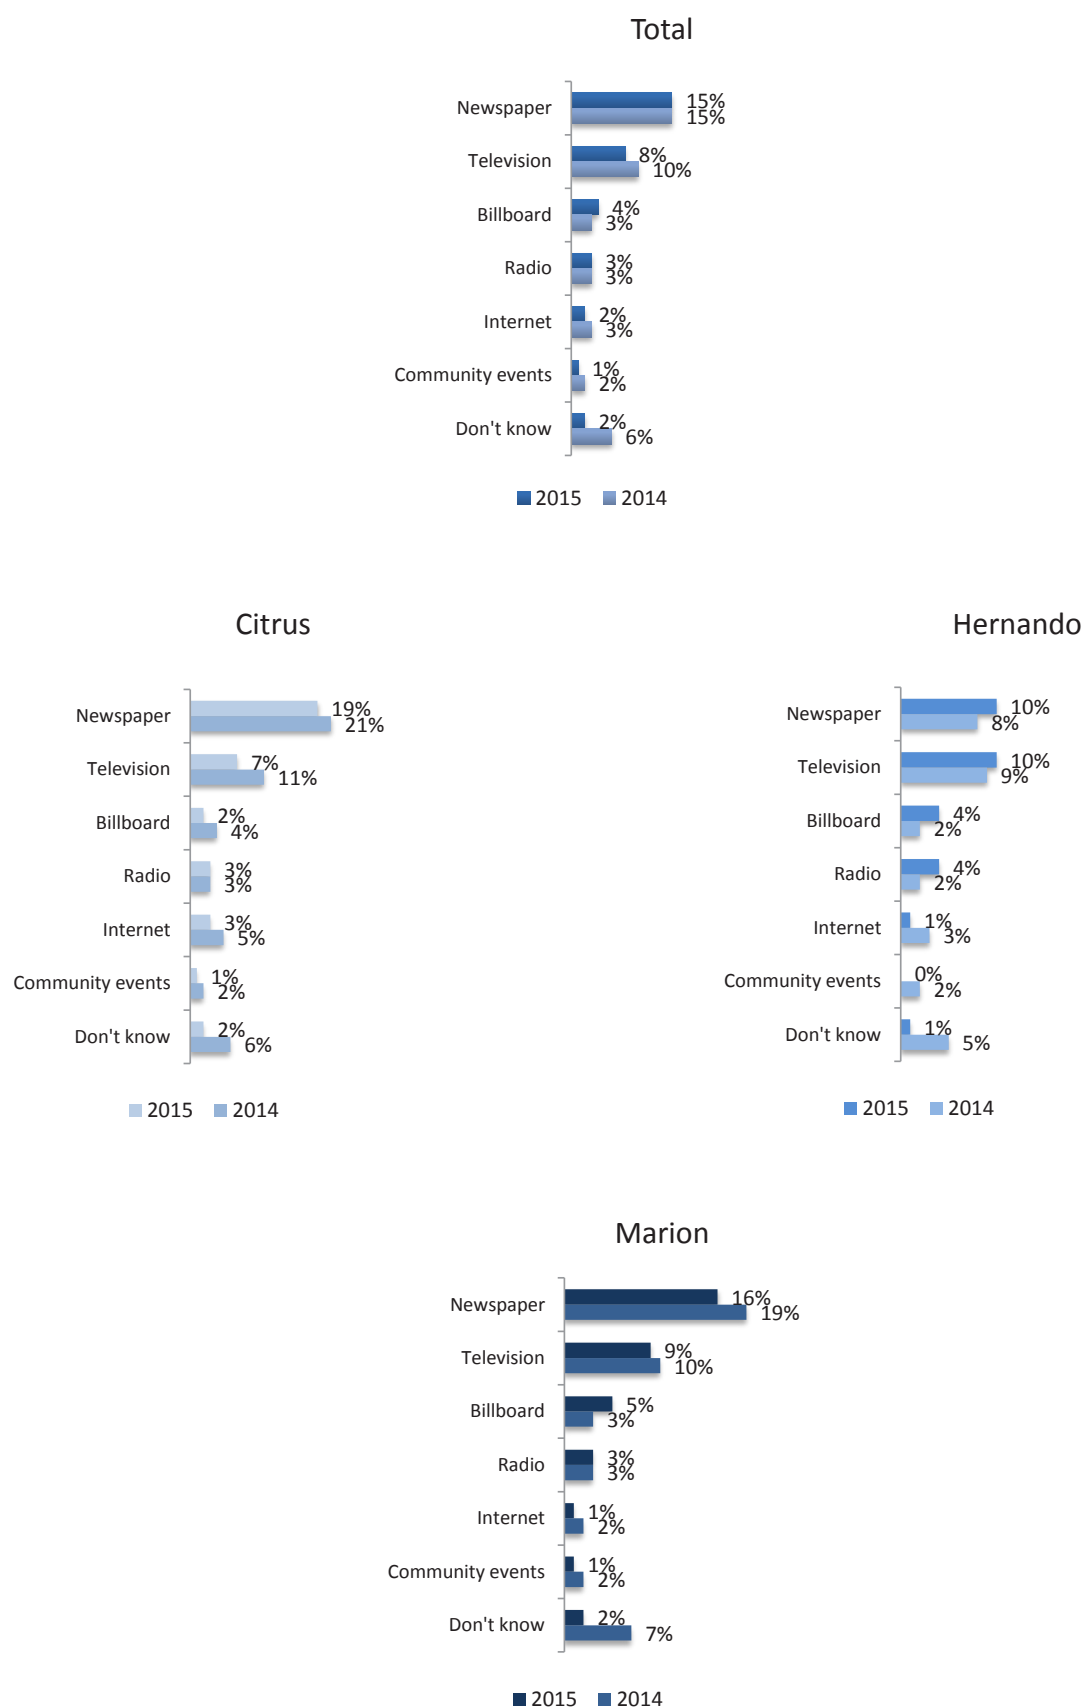 Total
Newspaper 15%
15%
Television 8%
10%
Billboard 4%
3%
Radio 3%
3%
Internet 2%
3%
Community events 1%
2%
Don't know 2%
6%
2015 2014
Citrus
Newspaper 19%
21%
Television 7%
11%
Billboard 2%
4%
Radio 3%
3%
Internet 3%
5%
Community events 1%
2%
Don't know 2%
6%
2015 2014
Hernando
Newspaper 10%
8%
Television 10%
9%
Billboard 4%
2%
Radio 4%
2%
Internet 1%
3%
Community events 0%
2%
Don't know 1%
5%
2015 2014
Marion
Newspaper 16%
19%
Television 9%
10%
Billboard 5%
3%
Radio 3%
3%
Internet 1%
2%
Community events 1%
2%
Don't know 2%
7%
2015 2014